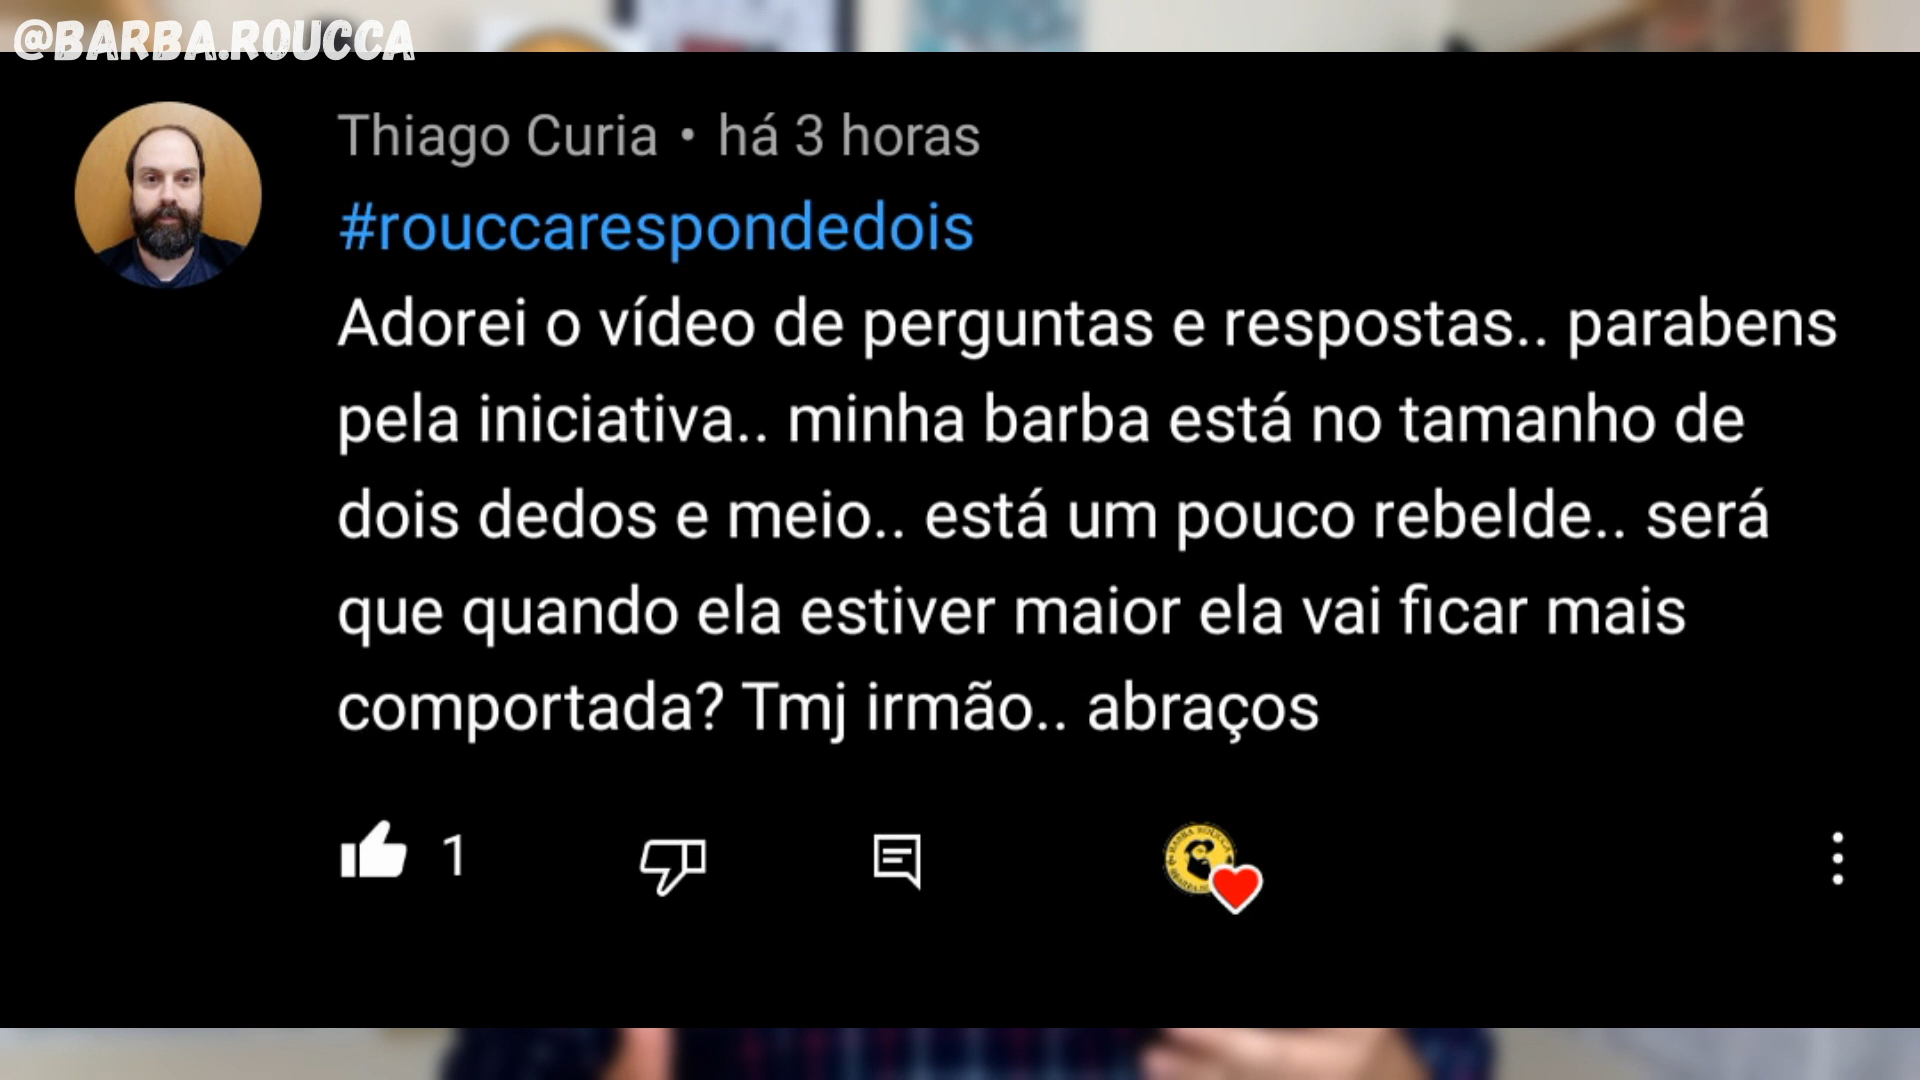 @BARBA.ROUCCA
Thiago Curia • há 3 horas
#rouccarespondedois
Adorei o vídeo de perguntas e respostas.. parabens
pela iniciativa.. minha barba está no tamanho de
dois dedos e meio.. está um pouco rebelde.. será
que quando ela estiver maior ela vai ficar mais
comportada? Tmj irmão.. abraços
1
BARBA ROUCCA